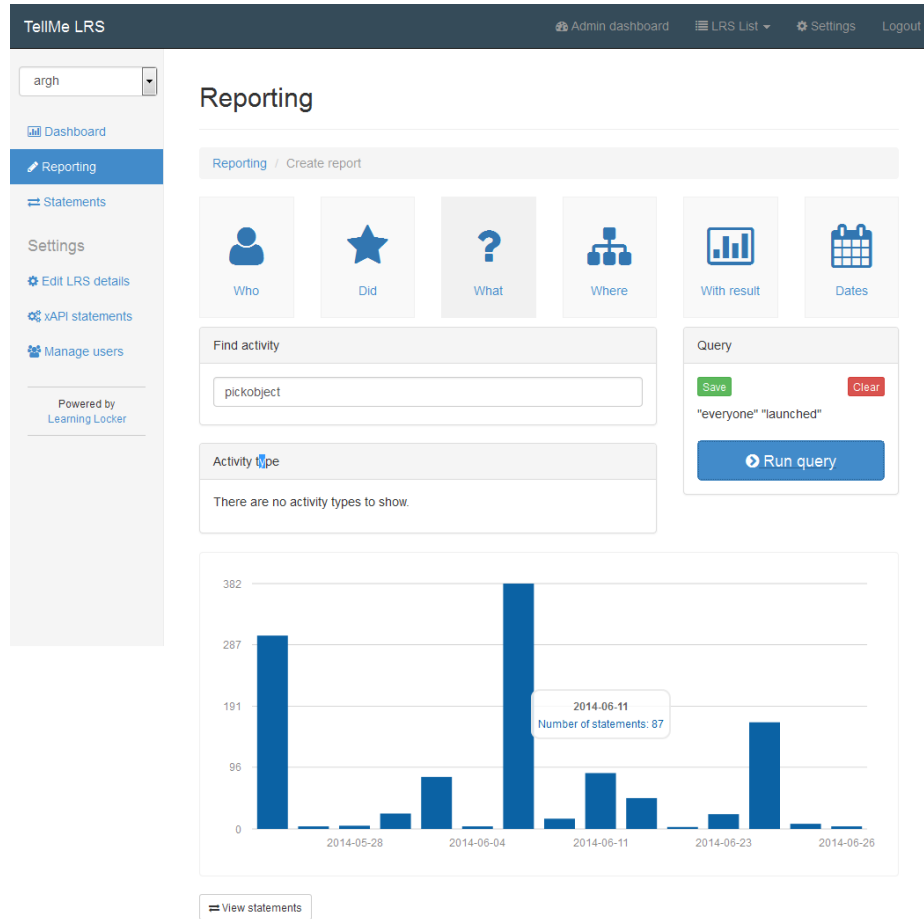 TellMe LRS
Admin dashboard
LRS List
Settings
Logout
argh
Dashboard
Reporting
Statements
Settings
Edit LRS details
xAPI statements
Manage users
Powered by
Learning Locker
Reporting
Reporting / Create report
Who
Did
What
Where
With result
Dates
Find activity
pickobject
Activity type
There are no activity types to show.
Query
Save
Clear
"everyone" "launched"
Run query
382
287
191
96
0
2014-06-11
Number of statements: 87
2014-05-28
2014-06-04
2014-06-11
2014-06-23
2014-06-26
View statements